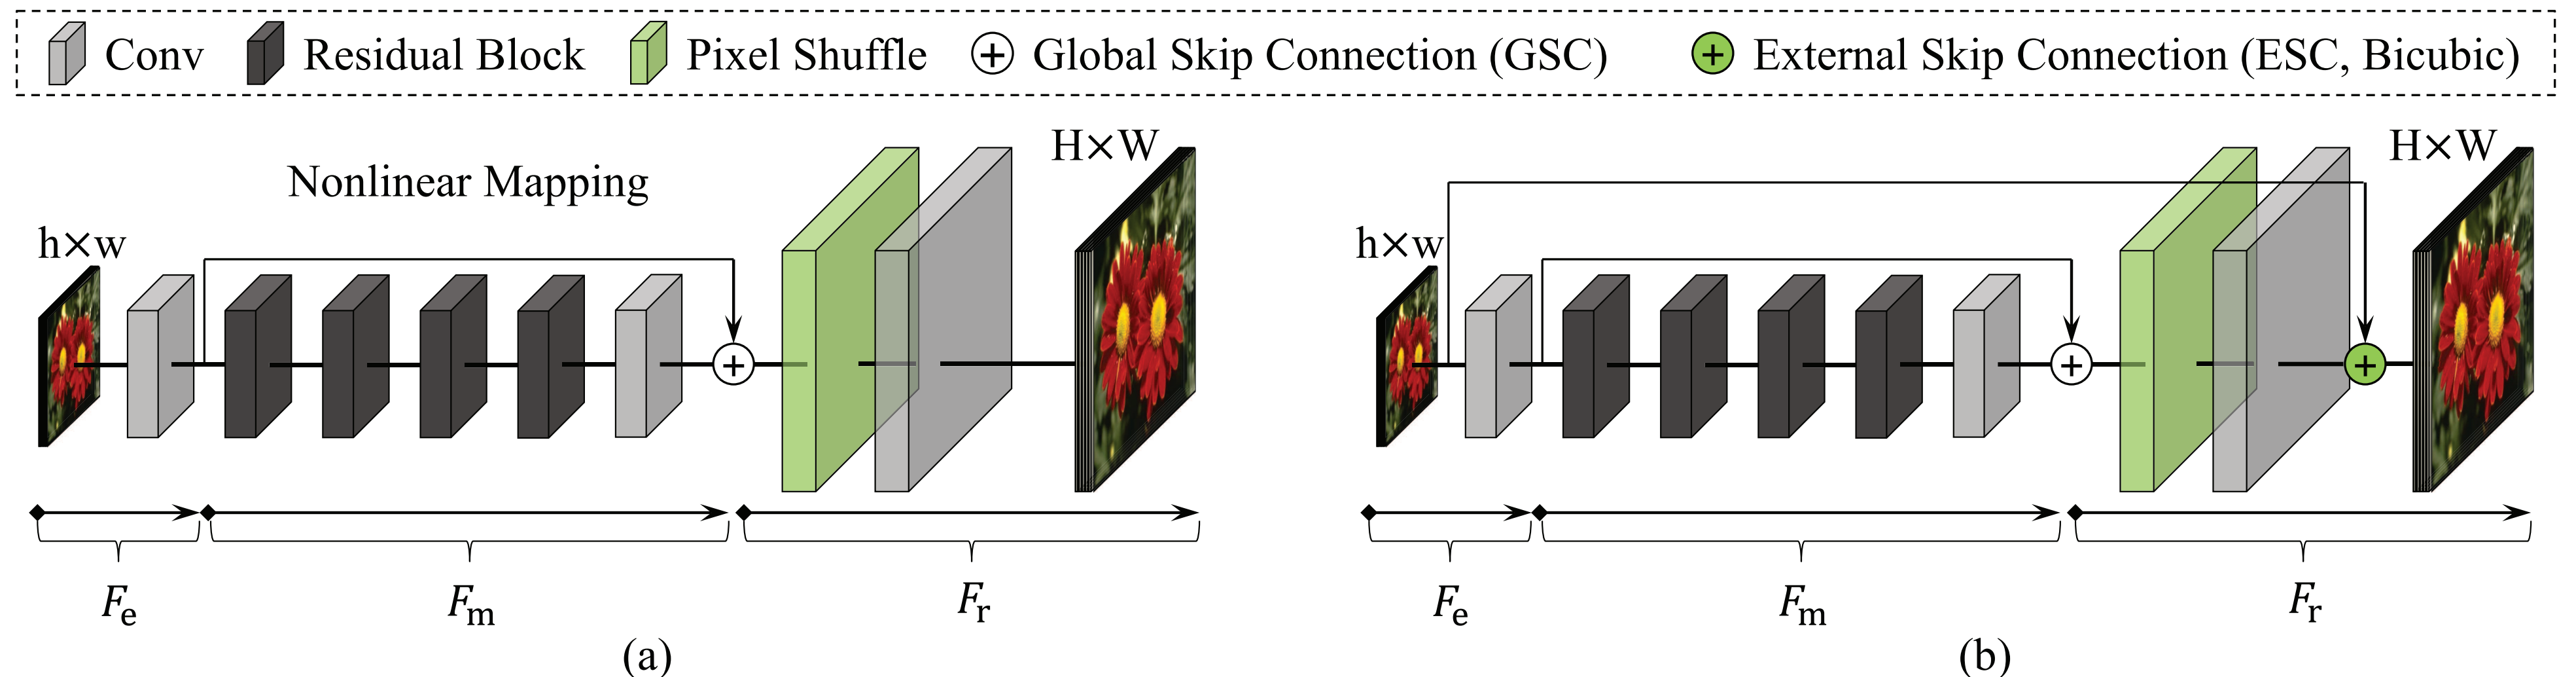 Conv Residual Block Pixel Shuffle + Global Skip Connection (GSC) + External Skip Connection (ESC, Bicubic)
Nonlinear Mapping
h×w
H×W
+
Fe Fm Fr
(a)
h×w
H×W
+ +
Fe Fm Fr
(b)